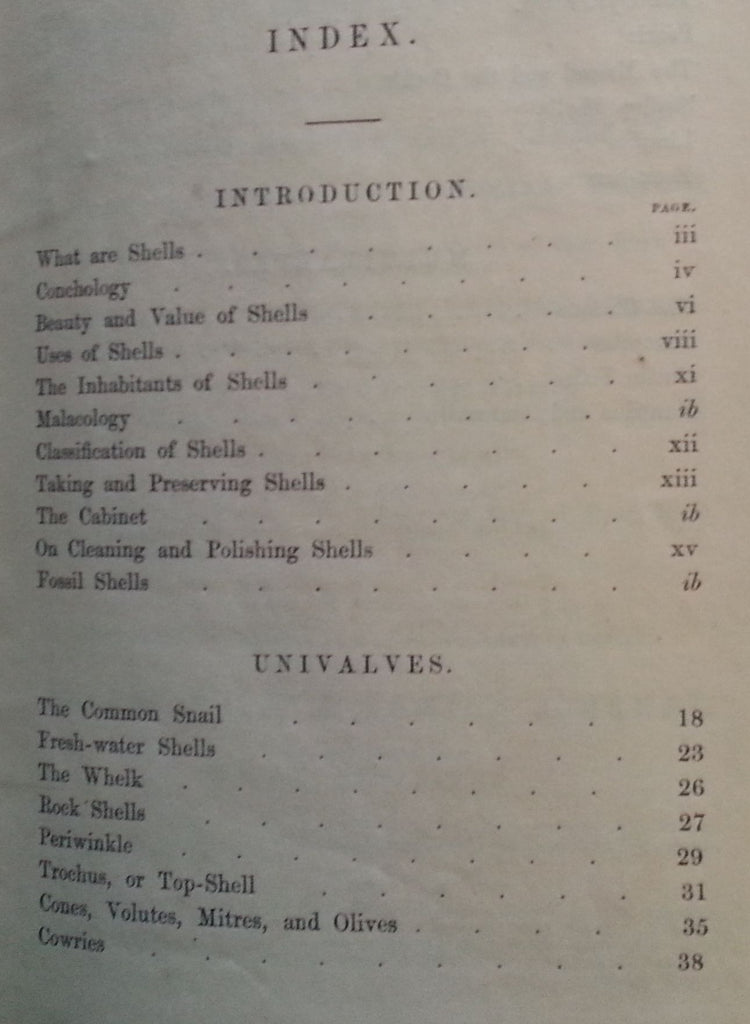 INDEX.
INTRODUCTION.
PAGE.
What are Shells . . . . . . . . iii
Conchology . . . . . . . . iv
Beauty and Value of Shells . . . . . vi
Uses of Shells . . . . . . . . viii
The Inhabitants of Shells . . . . . . xi
Malacology . . . . . . . . ib
Classification of Shells . . . . . . . xii
Taking and Preserving Shells . . . . . xiii
The Cabinet . . . . . . . . ib
On Cleaning and Polishing Shells . . . . xv
Fossil Shells . . . . . . . . ib
UNIVALVES.
The Common Snail . . . . . . 18
Fresh-water Shells . . . . . . . 23
The Whelk . . . . . . . . 26
Rock Shells . . . . . . . . 27
Periwinkle . . . . . . . . 29
Trochus, or Top-Shell . . . . . . 31
Cones, Volutes, Mitres, and Olives . . . . 35
Cowries . . . . . . . . . 38